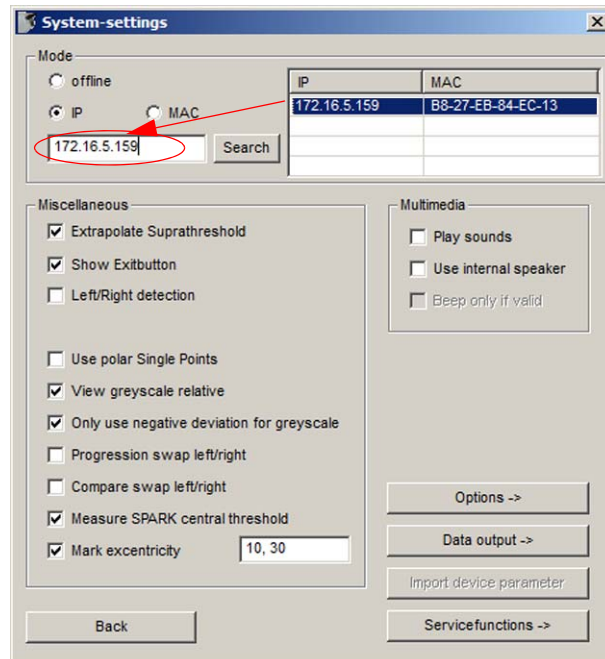 System-settings
Mode
offline
IP
MAC
172.16.5.159
Search
IP MAC
172.16.5.159 B8-27-EB-84-EC-13
Miscellaneous
Extrapolate Suprathreshold
Show Exitbutton
Left/Right detection
Use polar Single Points
View greyscale relative
Only use negative deviation for greyscale
Progression swap left/right
Compare swap left/right
Measure SPARK central threshold
Mark excentricity 10, 30
Multimedia
Play sounds
Use internal speaker
Beep only if valid
Options ->
Data output ->
Import device parameter
Servicefunctions ->
Back